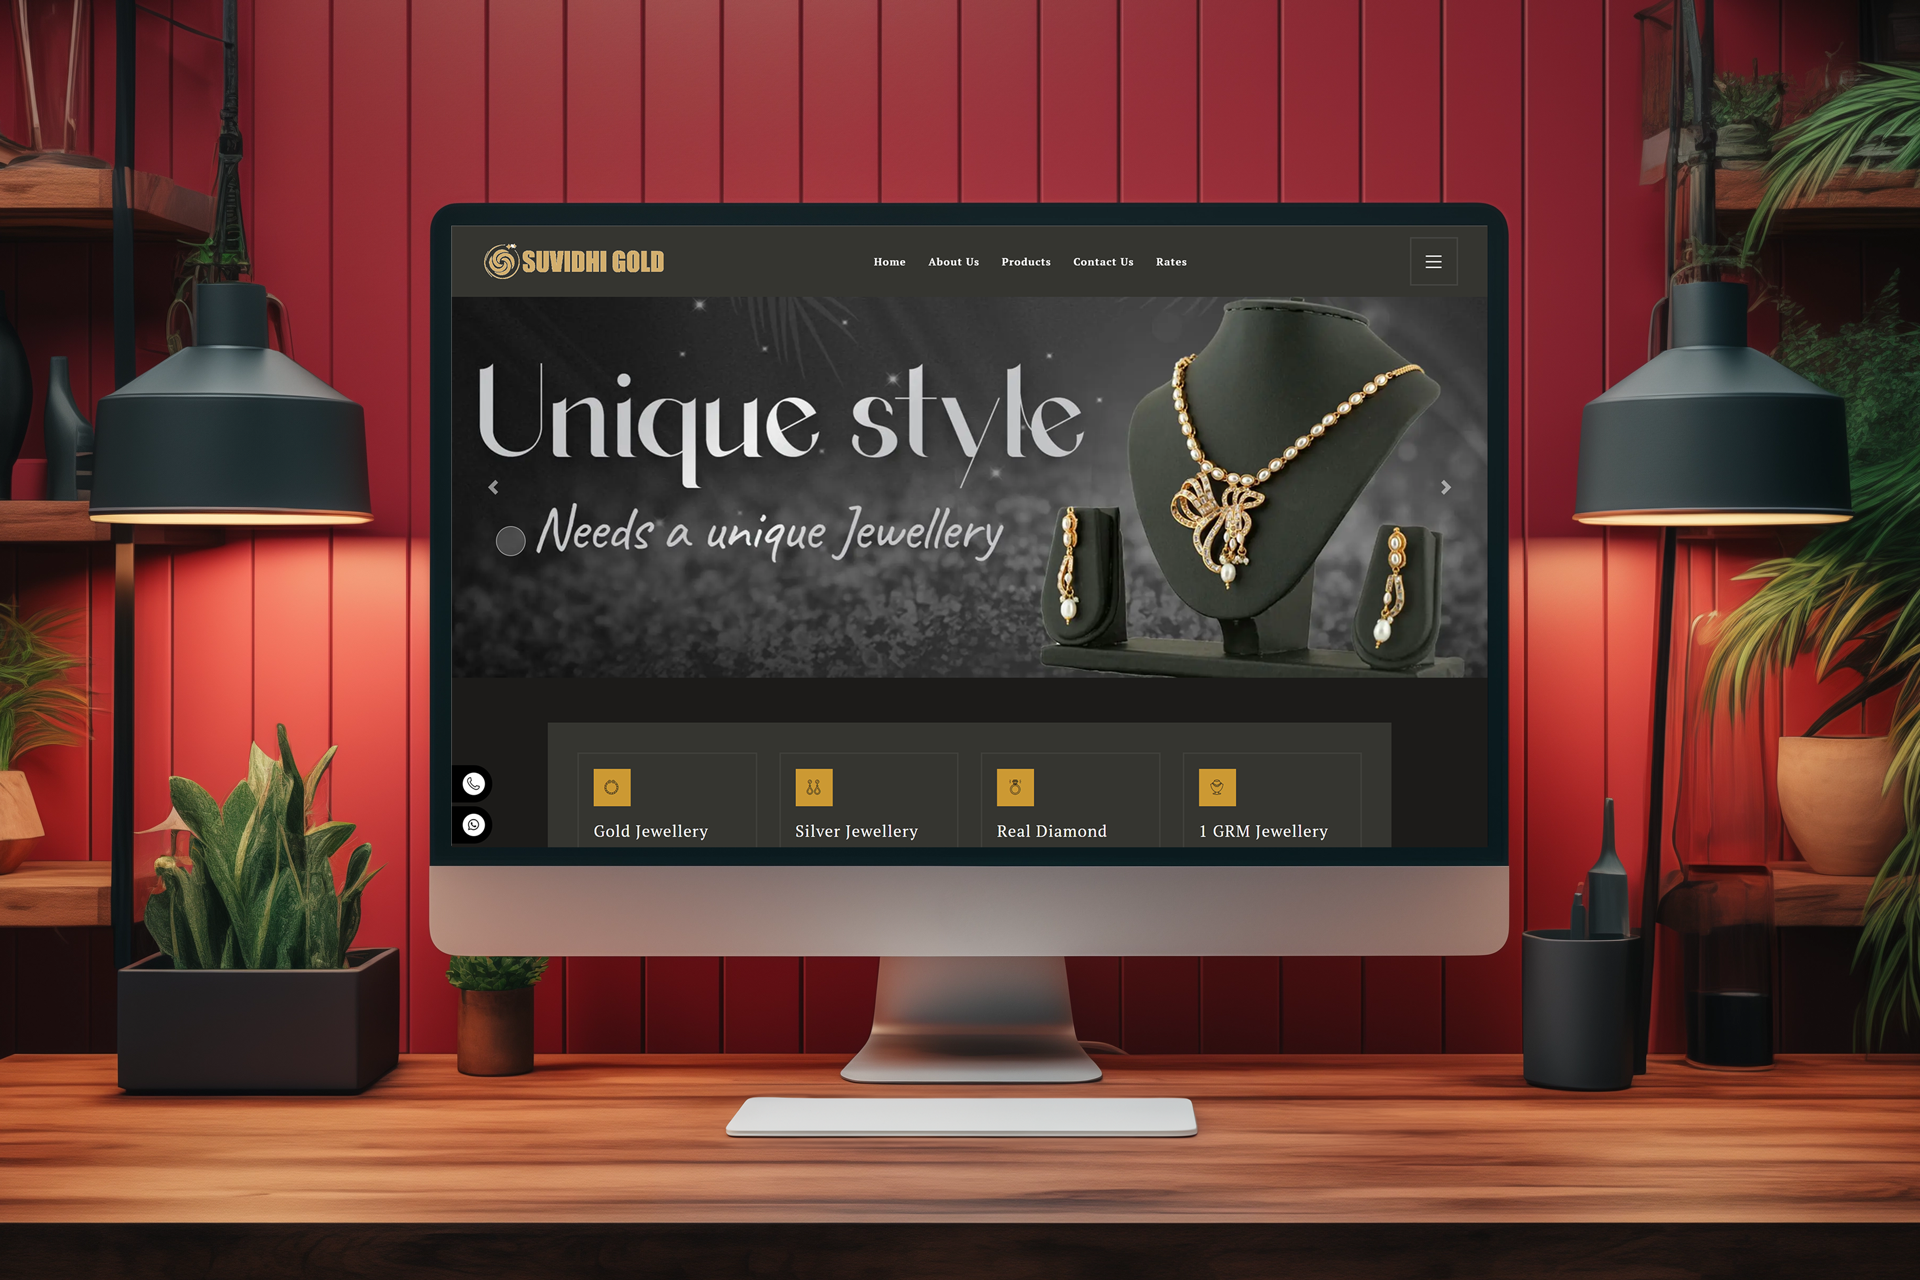 SUVIDHI GOLD
Home About Us Products Contact Us Rates
Unique style
Needs a unique Jewellery
Gold Jewellery Silver Jewellery Real Diamond 1 GRM Jewellery